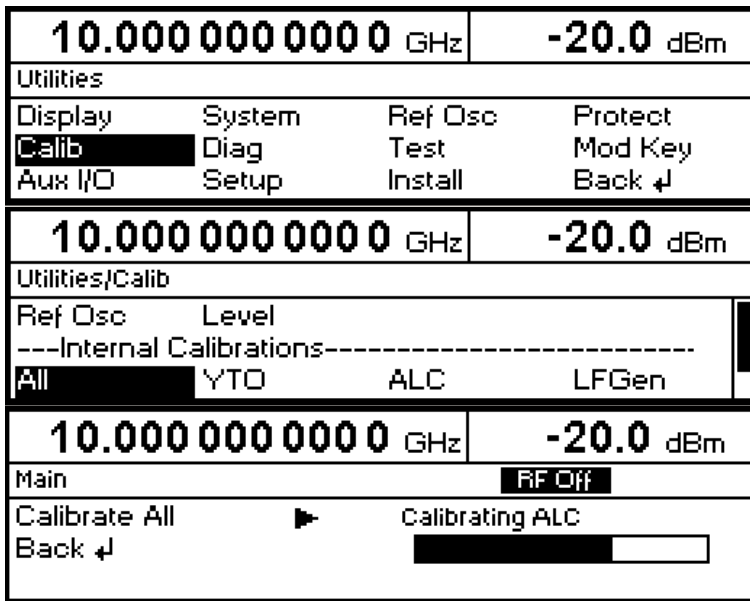 10.000 000 000 0 GHz -20.0 dBm
Utilities
Display System Ref Osc Protect
Calib Diag Test Mod Key
Aux I/O Setup Install Back ↲
10.000 000 000 0 GHz -20.0 dBm
Utilities/Calib
Ref Osc Level
---Internal Calibrations--------------------------
All YTO ALC LFGen
10.000 000 000 0 GHz -20.0 dBm
Main RF Off
Calibrate All Calibrating ALC
Back ↲